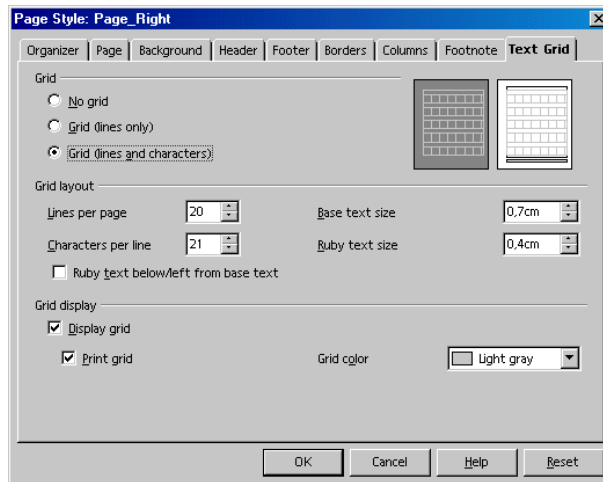 Page Style: Page_Right
Organizer Page Background Header Footer Borders Columns Footnote Text Grid
Grid
No grid
Grid (lines only)
Grid (lines and characters)
Grid layout
Lines per page 20 Base text size 0,7cm
Characters per line 21 Ruby text size 0,4cm
Ruby text below/left from base text
Grid display
Display grid
Print grid Grid color Light gray
OK Cancel Help Reset